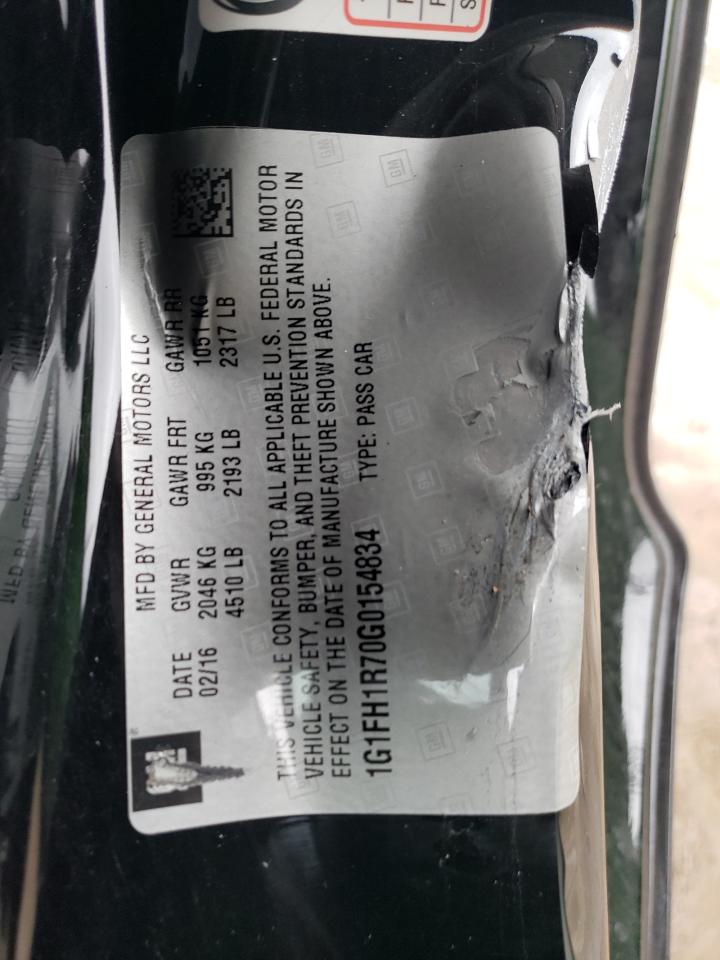 MFD BY GENERAL MOTORS LLC
DATE GVWR GAWR FRT GAWR RR
02/16 2046 KG 995 KG 1051 KG
4510 LB 2193 LB 2317 LB
THIS VEHICLE CONFORMS TO ALL APPLICABLE U.S. FEDERAL MOTOR
VEHICLE SAFETY, BUMPER, AND THEFT PREVENTION STANDARDS IN
EFFECT ON THE DATE OF MANUFACTURE SHOWN ABOVE.
1G1FH1R70G0154834 TYPE: PASS CAR